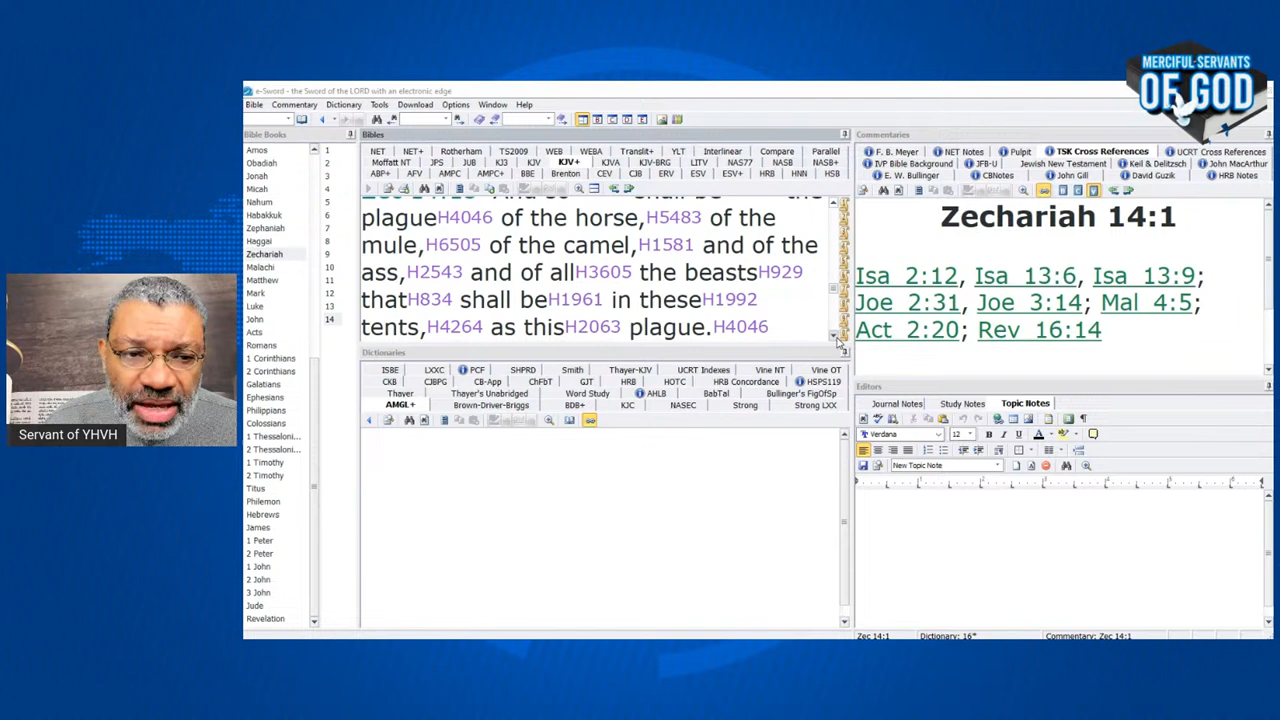 MERCIFUL-SERVANTS
OF GOD
e-Sword - the Sword of the LORD with an electronic edge
Bible Commentary Dictionary Tools Download Options Window Help
Bible Books
Amos
Obadiah
Jonah
Micah
Nahum
Habakkuk
Zephaniah
Haggai
Zechariah
Malachi
Matthew
Mark
Luke
John
Acts
Romans
1 Corinthians
2 Corinthians
Galatians
Ephesians
Philippians
Colossians
1 Thessaloni...
2 Thessaloni...
1 Timothy
2 Timothy
Titus
Philemon
Hebrews
James
1 Peter
2 Peter
1 John
2 John
3 John
Jude
Revelation
1
2
3
4
5
6
7
8
9
10
11
12
13
14
Bibles
NET NET+ Rotherham TS2009 WEB WEBA Translit+ YLT Interlinear Compare Parallel
Moffatt NT JPS JUB KJ3 KJV KJV+ KJVA KJV-BRG LITV NAS77 NASB NASB+
ABP+ AFV AMPC AMPC+ BBE Brenton CEV CJB ERV ESV ESV+ HRB HNN HSB
plagueH4046 of the horse,H5483 of the
mule,H6505 of the camel,H1581 and of the
ass,H2543 and of allH3605 the beastsH929
thatH834 shall beH1961 in theseH1992
tents,H4264 as thisH2063 plague.H4046
Dictionaries
ISBE LXXC PCF SHPRD Smith Thayer-KJV UCRT Indexes Vine NT Vine OT
CKB CJBPG CB-App ChFbT GJT HRB HOTC HRB Concordance HSPS119
Thayer Thayer's Unabridged Word Study AHLB BabTal Bullinger's FigOfSp
AMGL+ Brown-Driver-Briggs BDB+ KJC NASEC Strong Strong LXX
Commentaries
F. B. Meyer NET Notes Pulpit TSK Cross References UCRT Cross References
IVP Bible Background JFB-U Jewish New Testament Keil & Delitzsch John MacArthur
E. W. Bullinger CBNotes John Gill David Guzik HRB Notes
Zechariah 14:1
Isa 2:12, Isa 13:6, Isa 13:9;
Joe 2:31, Joe 3:14; Mal 4:5;
Act 2:20; Rev 16:14
Editors
Journal Notes Study Notes Topic Notes
Verdana 12 B I U A
New Topic Note
Zec 14:1 Dictionary: 16* Commentary: Zec 14:1
Servant of YHVH